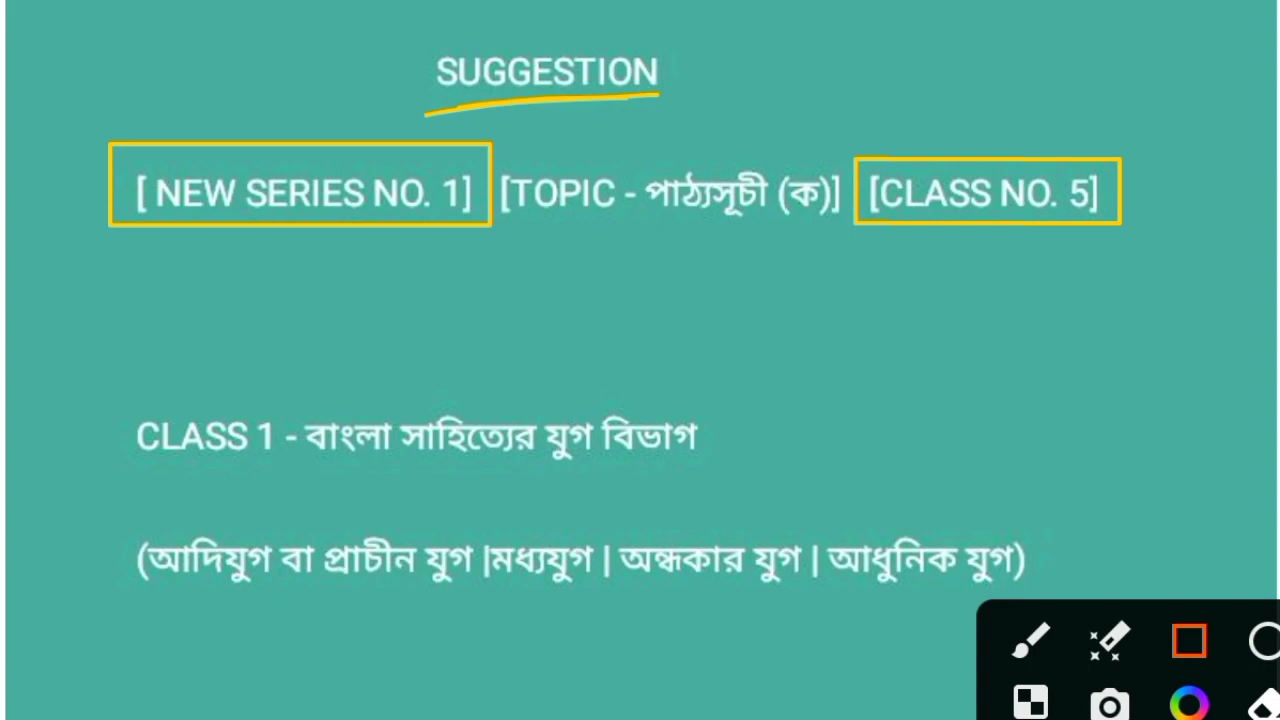 SUGGESTION
[ NEW SERIES NO. 1] [TOPIC - পাঠ্যসূচী (ক)] [CLASS NO. 5]
CLASS 1 - বাংলা সাহিত্যের যুগ বিভাগ
(আদিযুগ বা প্রাচীন যুগ |মধ্যযুগ | অন্ধকার যুগ | আধুনিক যুগ)